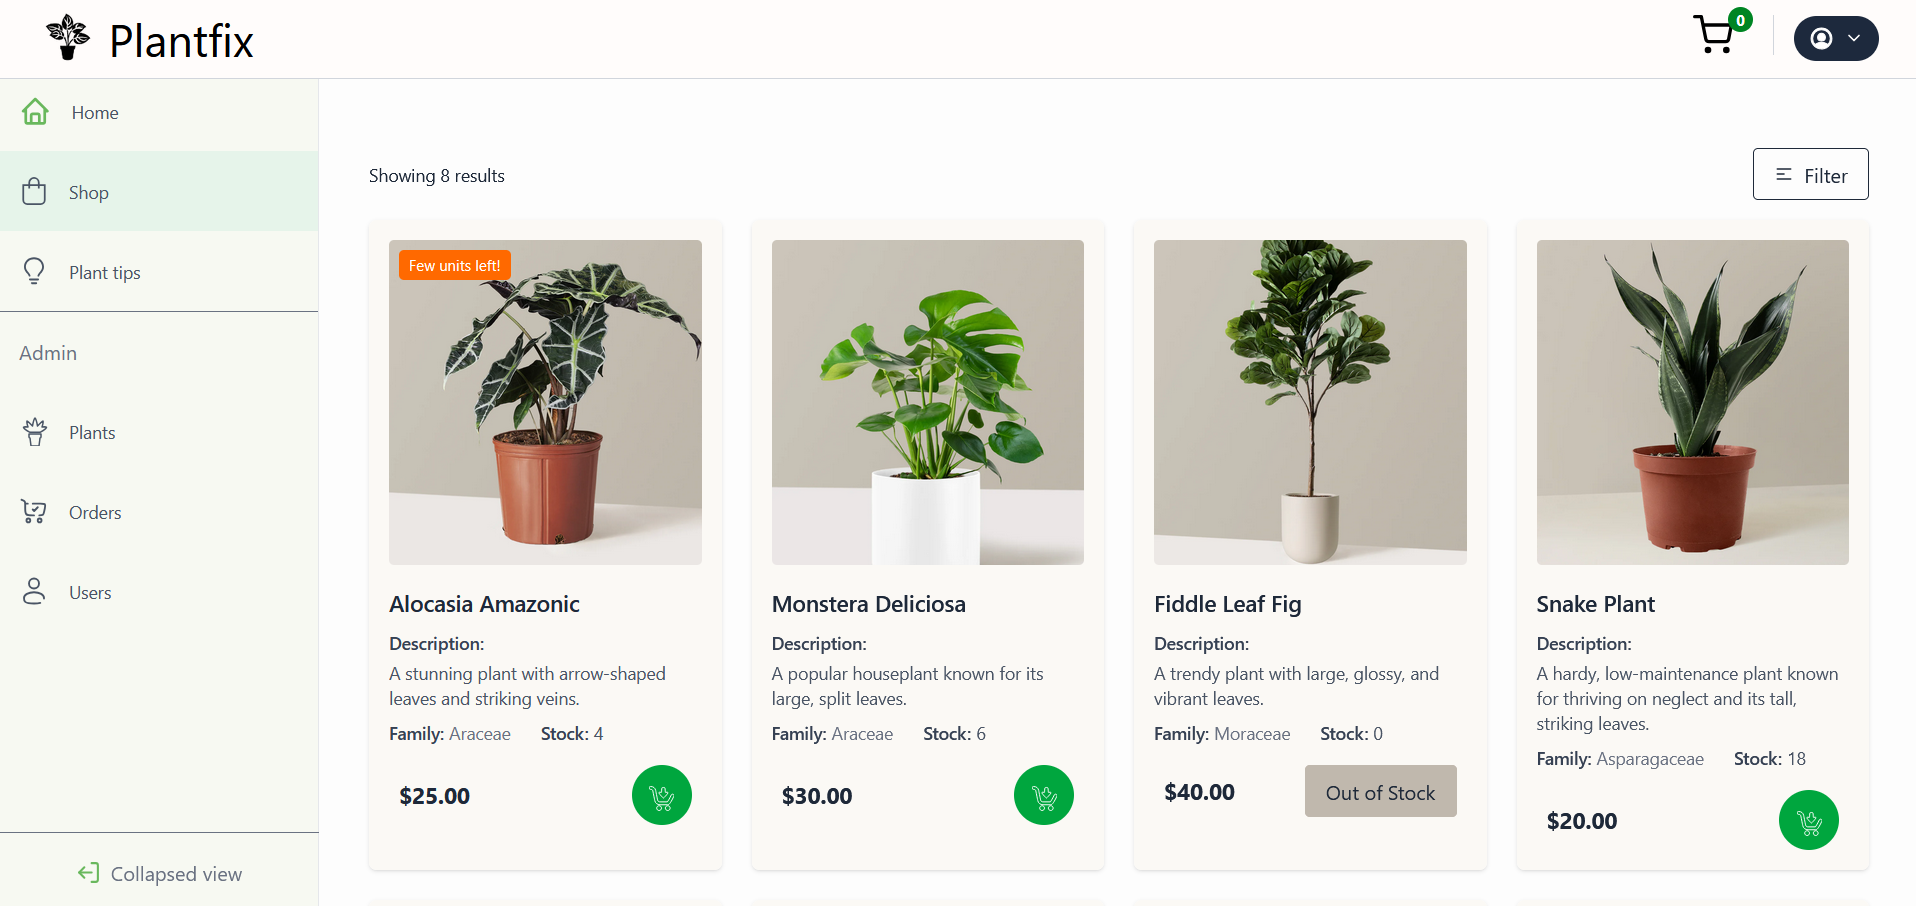 Plantfix
0
Home
Shop
Plant tips
Admin
Plants
Orders
Users
Collapsed view
Showing 8 results
Filter
Few units left!
Alocasia Amazonic
Description:
A stunning plant with arrow-shaped
leaves and striking veins.
Family: Araceae Stock: 4
$25.00
Monstera Deliciosa
Description:
A popular houseplant known for its
large, split leaves.
Family: Araceae Stock: 6
$30.00
Fiddle Leaf Fig
Description:
A trendy plant with large, glossy, and
vibrant leaves.
Family: Moraceae Stock: 0
$40.00
Out of Stock
Snake Plant
Description:
A hardy, low-maintenance plant known
for thriving on neglect and its tall,
striking leaves.
Family: Asparagaceae Stock: 18
$20.00